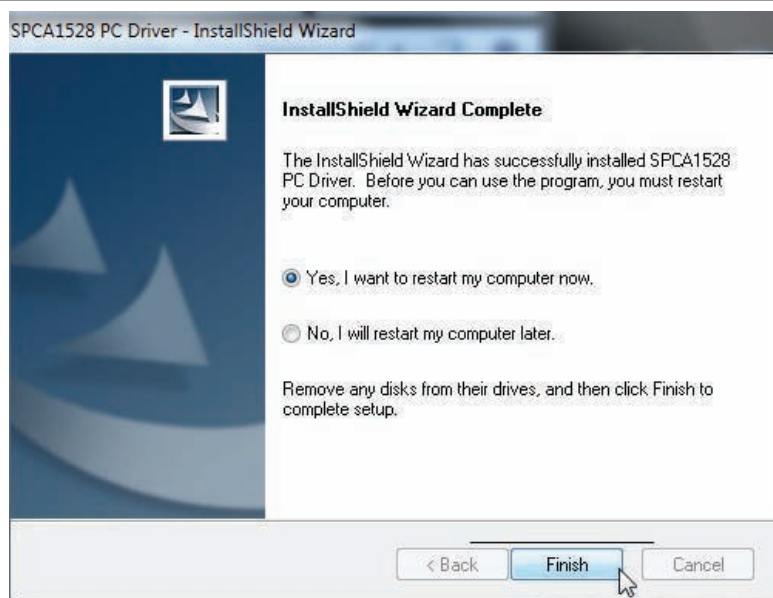 SPCA1528 PC Driver - InstallShield Wizard
InstallShield Wizard Complete
The InstallShield Wizard has successfully installed SPCA1528
PC Driver. Before you can use the program, you must restart
your computer.
Yes, I want to restart my computer now.
No, I will restart my computer later.
Remove any disks from their drives, and then click Finish to
complete setup.
< Back Finish Cancel